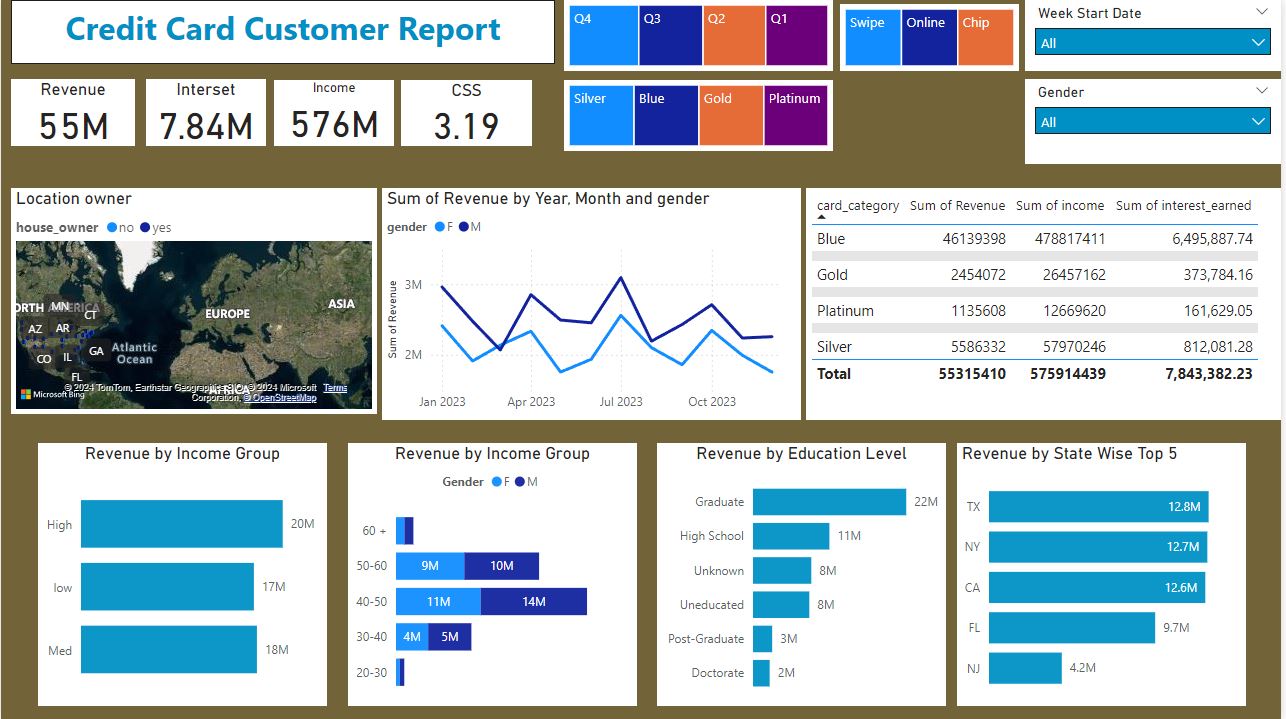 Credit Card Customer Report
Q4 Q3 Q2 Q1
Swipe Online Chip
Week Start Date
All
Revenue
55M
Interset
7.84M
Income
576M
CSS
3.19
Silver Blue Gold Platinum
Gender
All
Location owner
house_owner no yes
MN
CT
AZ
AR
CO
IL
GA
FL
EUROPE
ASIA
Atlantic
Ocean
Microsoft Bing
Terms
Corporation, © OpenStreetMap
Sum of Revenue by Year, Month and gender
gender F M
Sum of Revenue
3M
2M
Jan 2023 Apr 2023 Jul 2023 Oct 2023
card_category Sum of Revenue Sum of income Sum of interest_earned
Blue 46139398 478817411 6,495,887.74
Gold 2454072 26457162 373,784.16
Platinum 1135608 12669620 161,629.05
Silver 5586332 57970246 812,081.28
Total 55315410 575914439 7,843,382.23
Revenue by Income Group
High 20M
low 17M
Med 18M
Revenue by Income Group
Gender F M
60 +
50-60 9M 10M
40-50 11M 14M
30-40 4M 5M
20-30
Revenue by Education Level
Graduate 22M
High School 11M
Unknown 8M
Uneducated 8M
Post-Graduate 3M
Doctorate 2M
Revenue by State Wise Top 5
TX 12.8M
NY 12.7M
CA 12.6M
FL 9.7M
NJ 4.2M